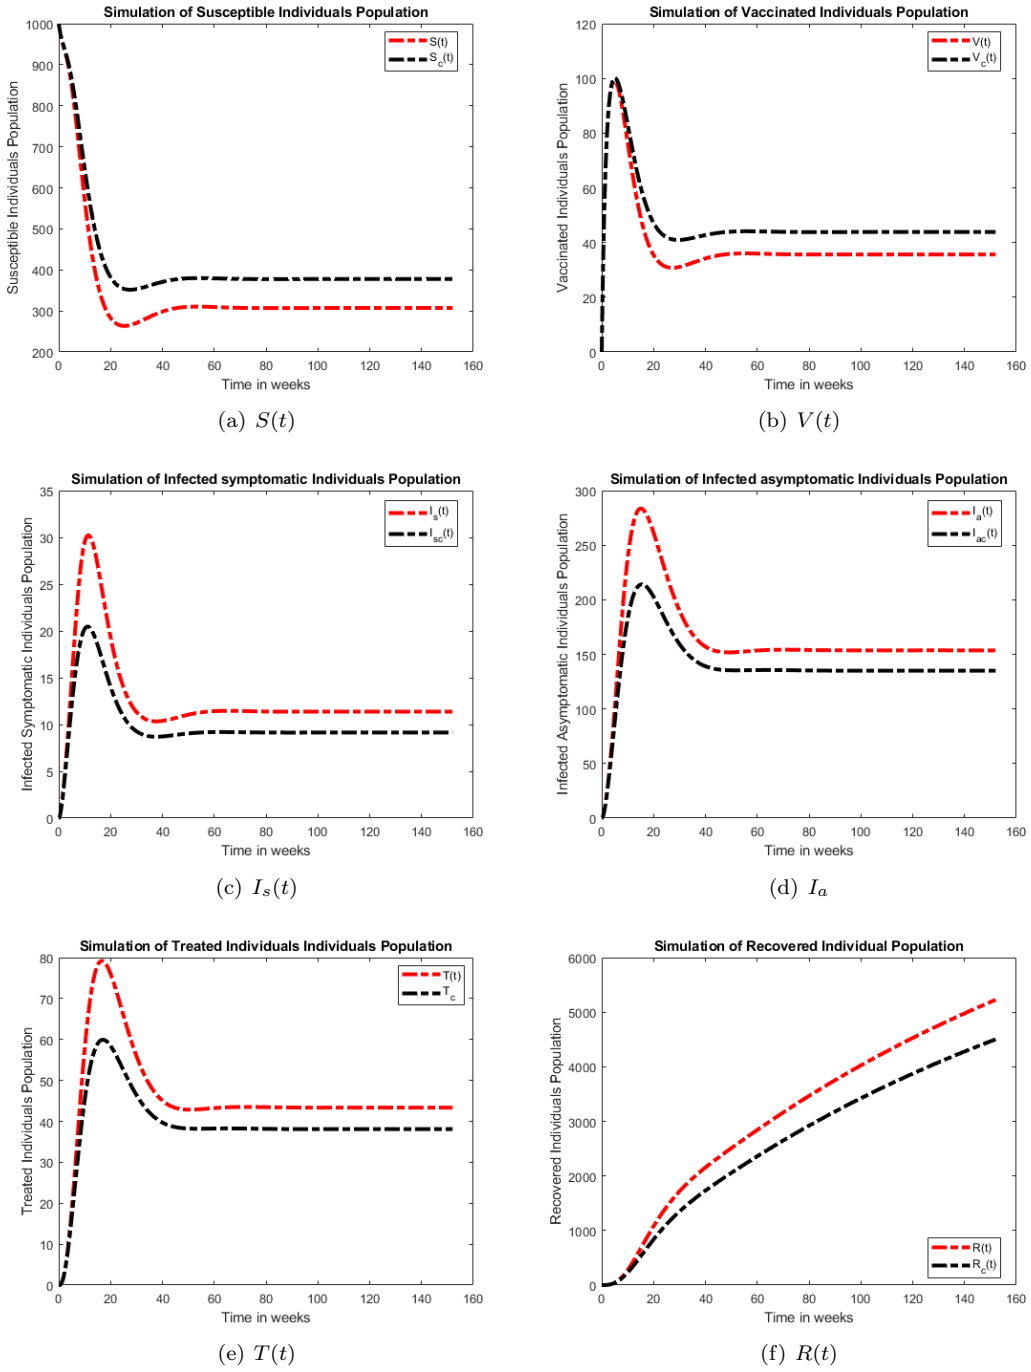 Simulation of Susceptible Individuals Population
Susceptible Individuals Population
1000
900
800
700
600
500
400
300
200
0 20 40 60 80 100 120 140 160
Time in weeks
S(t)
S_c(t)
(a) S(t)
Simulation of Vaccinated Individuals Population
Vaccinated Individuals Population
120
100
80
60
40
20
0
0 20 40 60 80 100 120 140 160
Time in weeks
V(t)
V_c(t)
(b) V(t)
Simulation of Infected symptomatic Individuals Population
Infected Symptomatic Individuals Population
35
30
25
20
15
10
5
0
0 20 40 60 80 100 120 140 160
Time in weeks
I_s(t)
I_sc(t)
(c) I_s(t)
Simulation of Infected asymptomatic Individuals Population
Infected Asymptomatic Individuals Population
300
250
200
150
100
50
0
0 20 40 60 80 100 120 140 160
Time in weeks
I_a(t)
I_ac(t)
(d) I_a
Simulation of Treated Individuals Individuals Population
Treated Individuals Population
80
70
60
50
40
30
20
10
0
0 20 40 60 80 100 120 140 160
Time in weeks
T(t)
T_c
(e) T(t)
Simulation of Recovered Individual Population
Recovered Individuals Population
6000
5000
4000
3000
2000
1000
0
0 20 40 60 80 100 120 140 160
Time in weeks
R(t)
R_c(t)
(f) R(t)